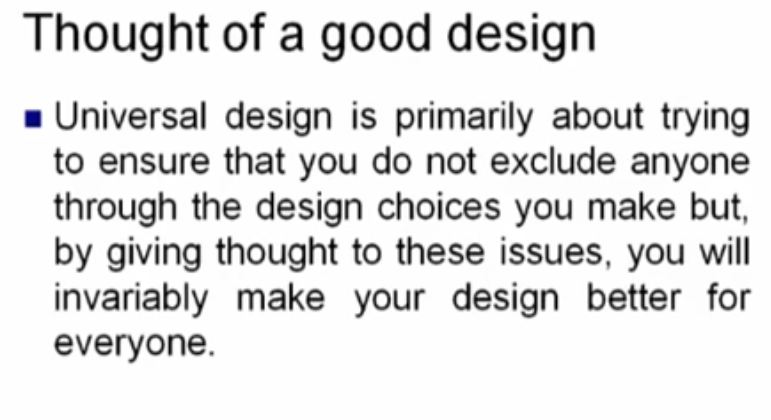 Thought of a good design
Universal design is primarily about trying
to ensure that you do not exclude anyone
through the design choices you make but,
by giving thought to these issues, you will
invariably make your design better for
everyone.